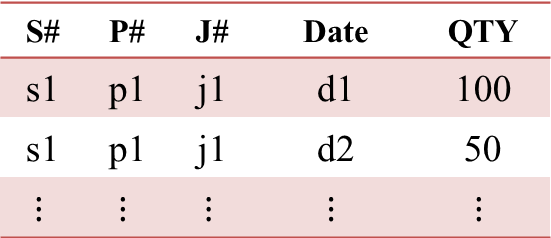 S# P# J# Date QTY
s1 p1 j1 d1 100
s1 p1 j1 d2 50
⋮ ⋮ ⋮ ⋮ ⋮